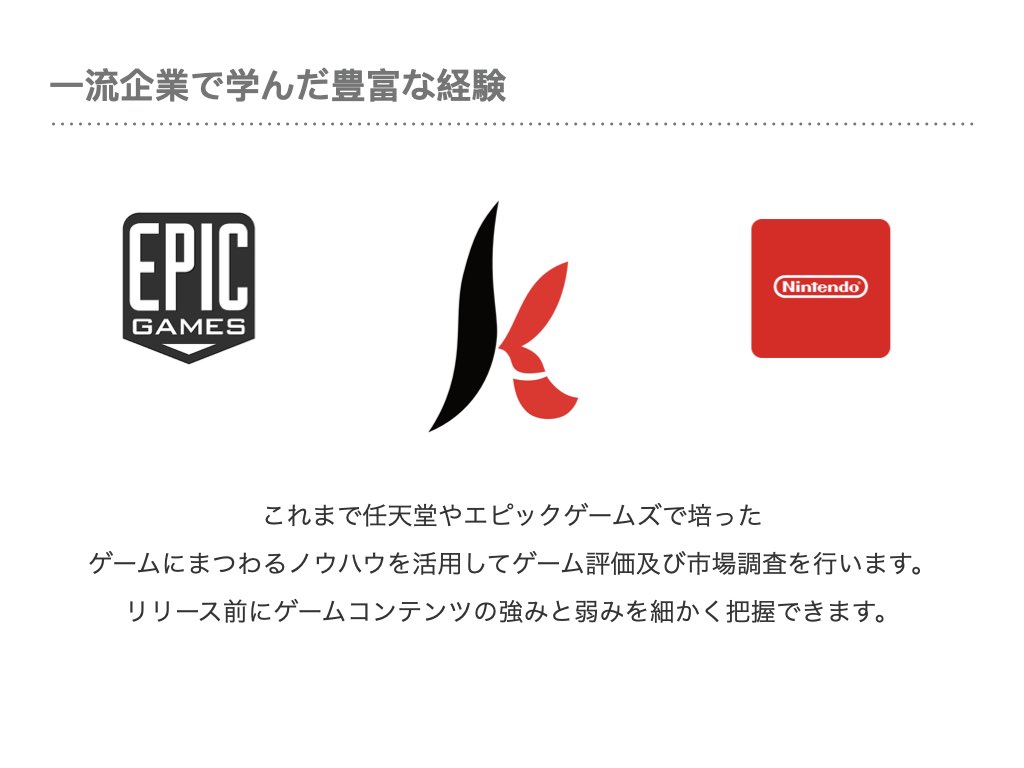 一流企業で学んだ豊富な経験
EPIC
GAMES
Nintendo
これまで任天堂やエピックゲームズで培った
ゲームにまつわるノウハウを活用してゲーム評価及び市場調査を行います。
リリース前にゲームコンテンツの強みと弱みを細かく把握できます。